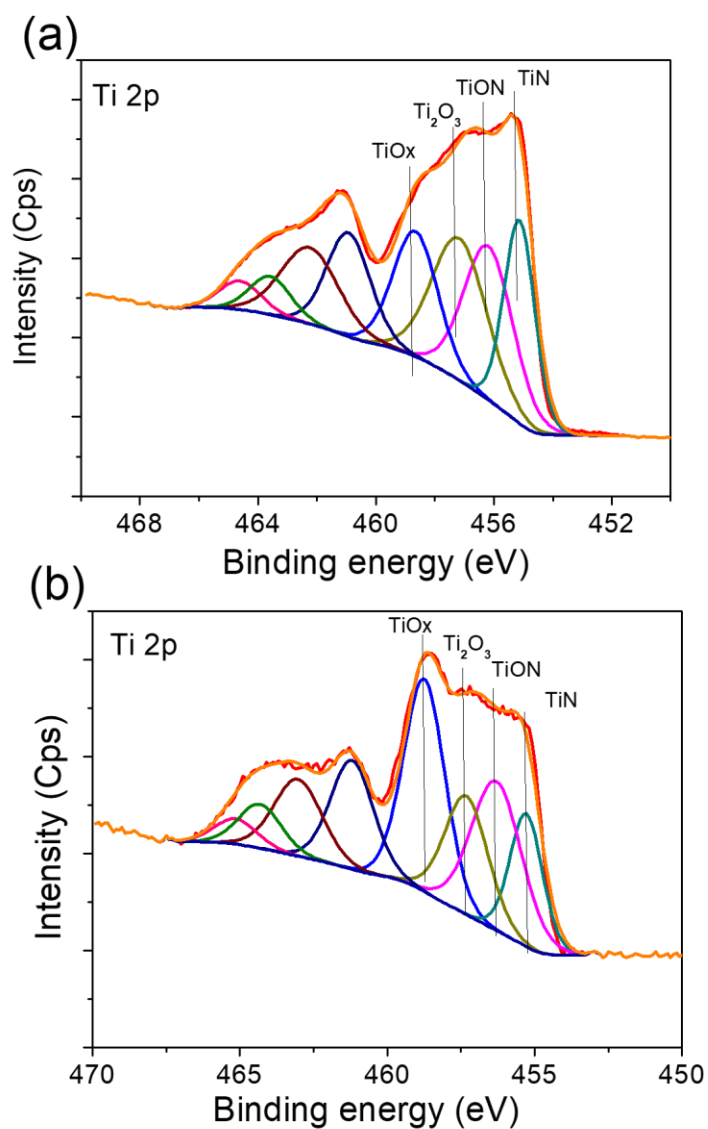 (a)
Ti 2p
TiN
TiON
Ti₂O₃
TiOx
Intensity (Cps)
468 464 460 456 452
Binding energy (eV)
(b)
Ti 2p
TiOx
Ti₂O₃
TiON
TiN
Intensity (Cps)
470 465 460 455 450
Binding energy (eV)